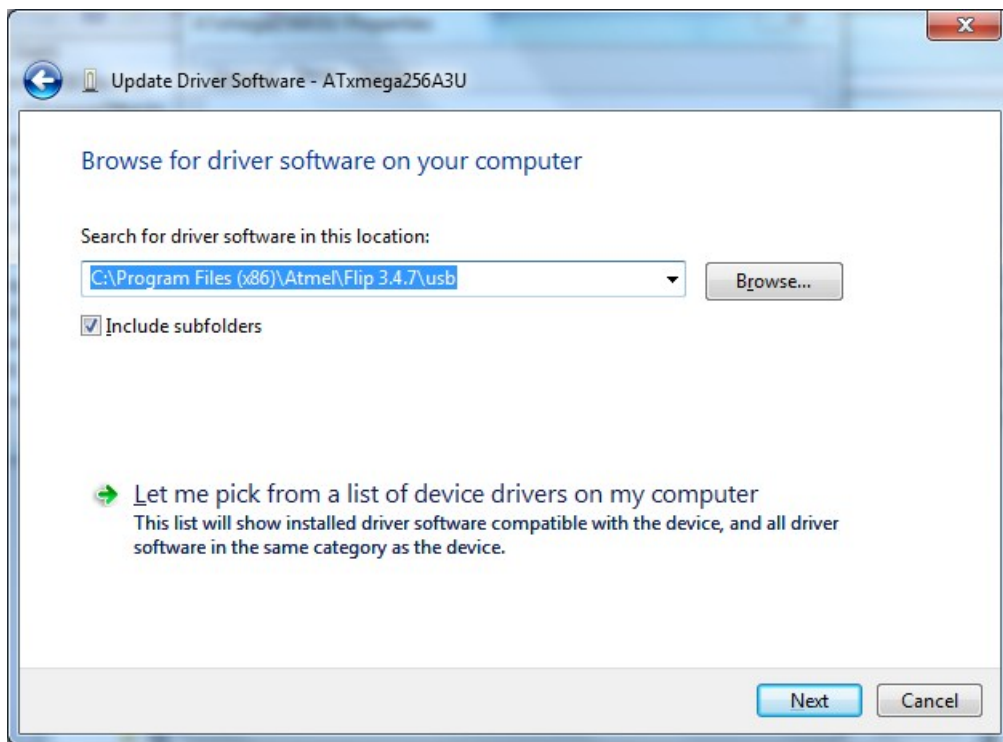 Update Driver Software - ATxmega256A3U
Browse for driver software on your computer
Search for driver software in this location:
C:\Program Files (x86)\Atmel\Flip 3.4.7\usb
Browse...
Include subfolders
Let me pick from a list of device drivers on my computer
This list will show installed driver software compatible with the device, and all driver
software in the same category as the device.
Next
Cancel